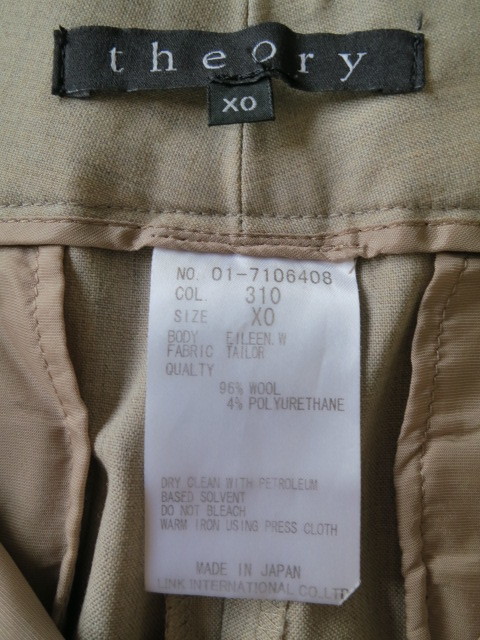 theory
XO
NO. 01-7106408
COL. 310
SIZE XO
BODY EILEEN.W
FABRIC TAILOR
QUALTY
96% WOOL
4% POLYURETHANE
DRY CLEAN WITH PETROLEUM
BASED SOLVENT
DO NOT BLEACH
WARM IRON USING PRESS CLOTH
MADE IN JAPAN
LINK INTERNATIONAL CO.,LTD.